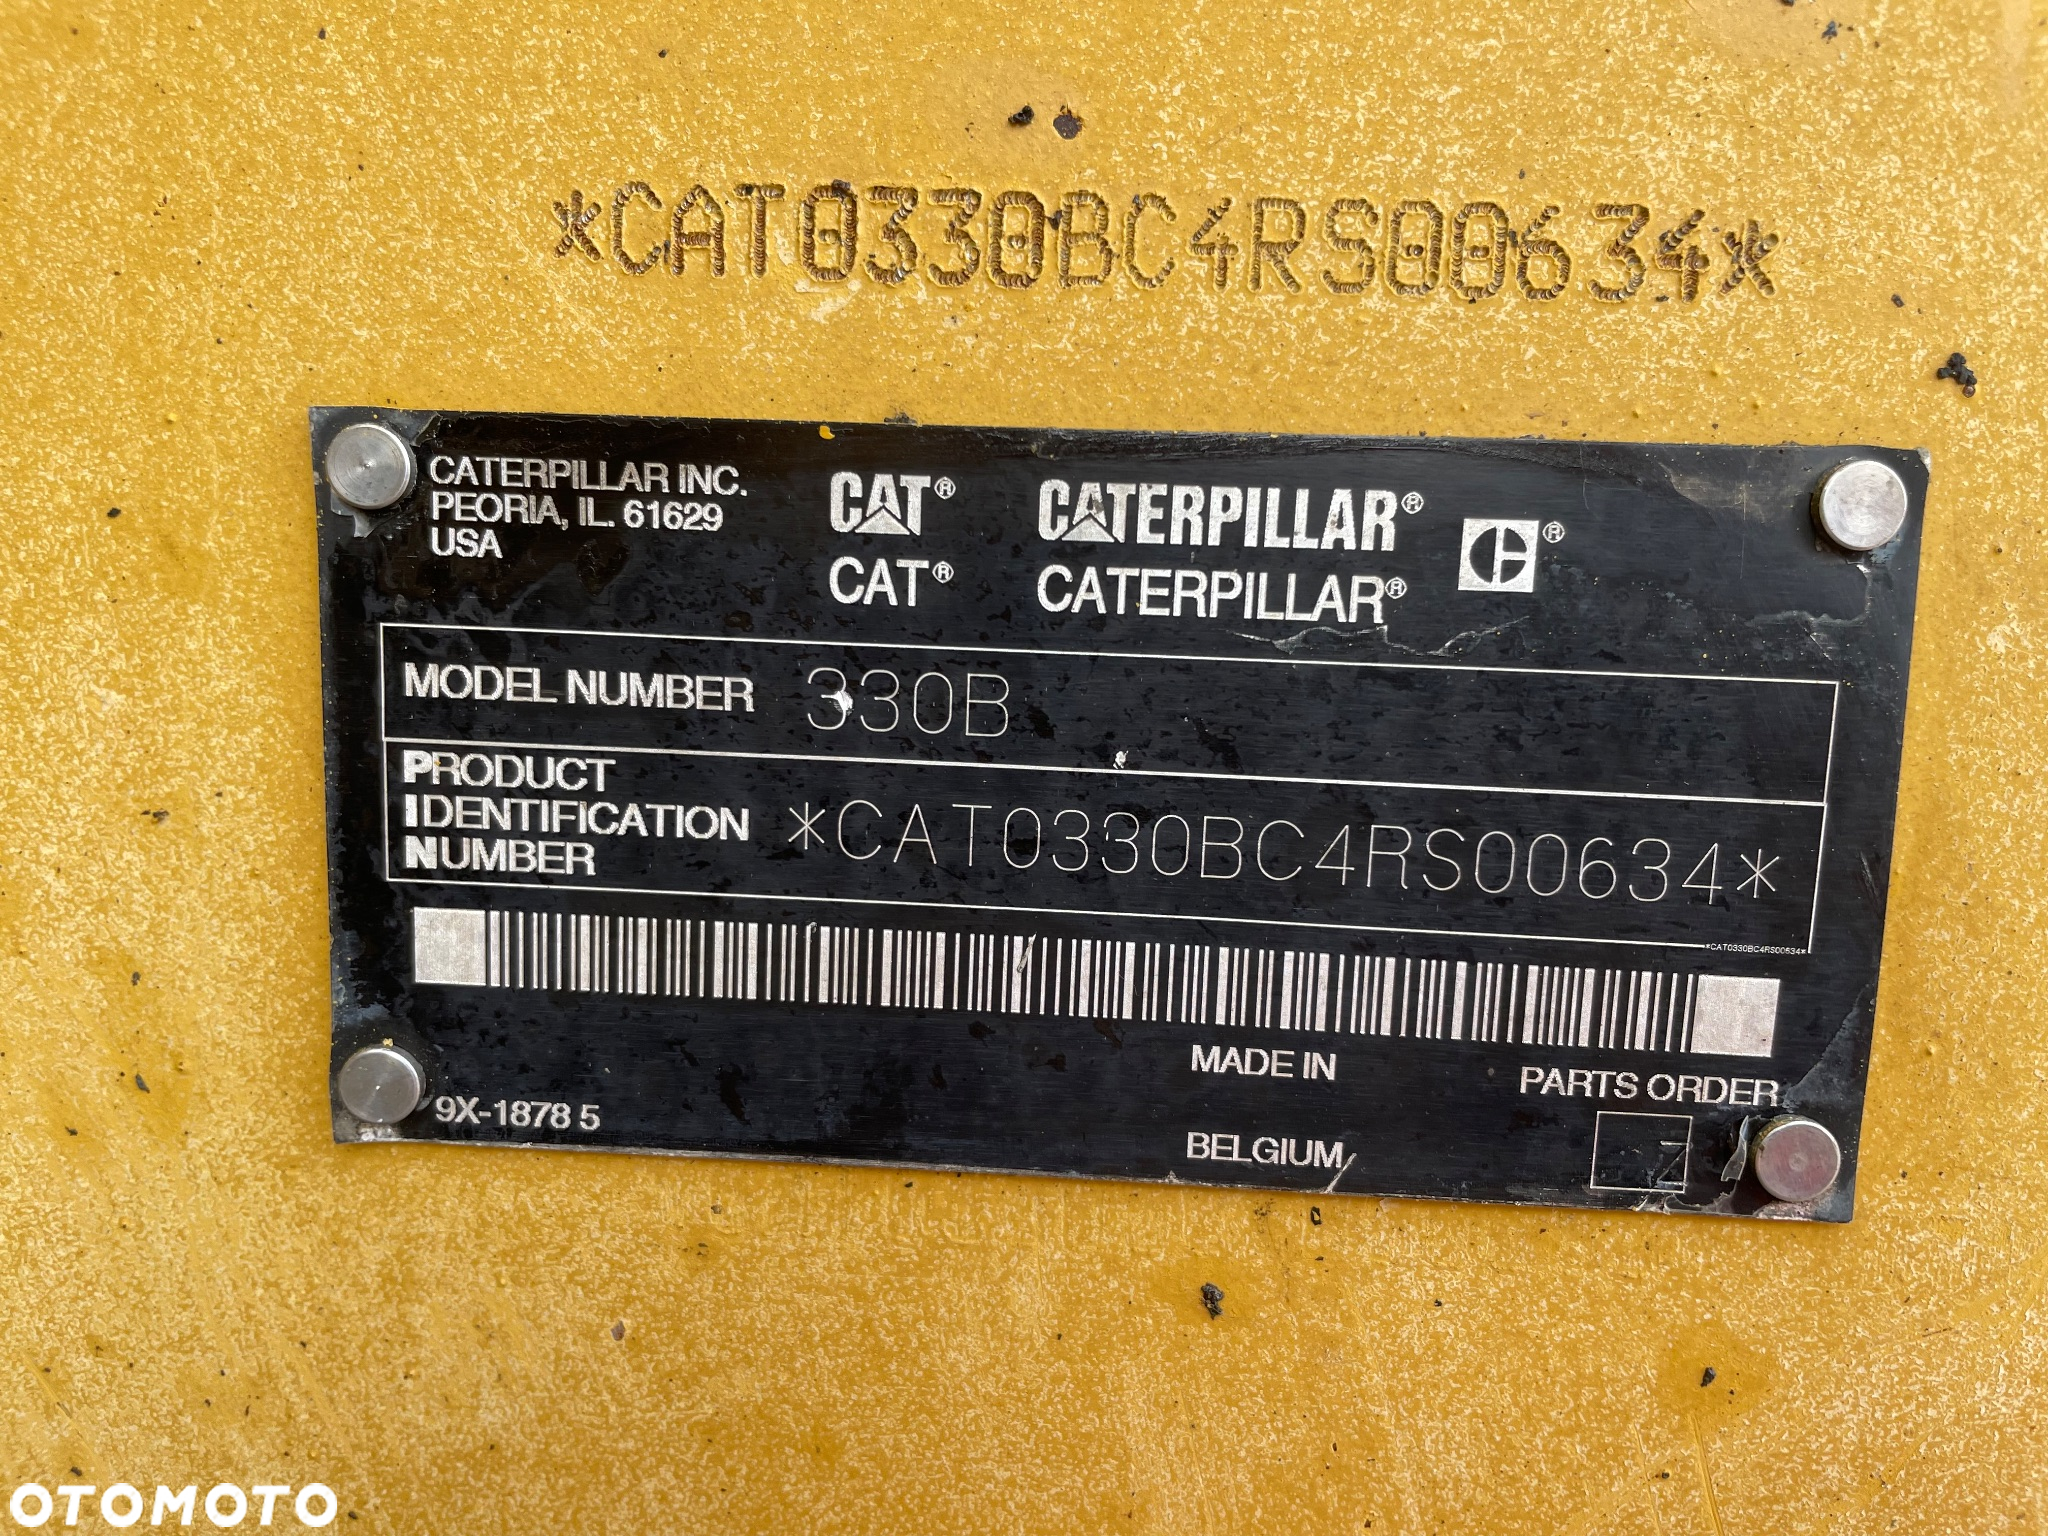 *CAT0330BC4RS00634*
CATERPILLAR INC.
PEORIA, IL. 61629
USA
CAT®
CATERPILLAR®
®
CAT®
CATERPILLAR®
MODEL NUMBER 330B
PRODUCT
IDENTIFICATION
NUMBER
*CAT0330BC4RS00634*
*CAT0330BC4RS00634*
MADE IN
BELGIUM
PARTS ORDER
Z
9X-1878 5
OTOMOTO